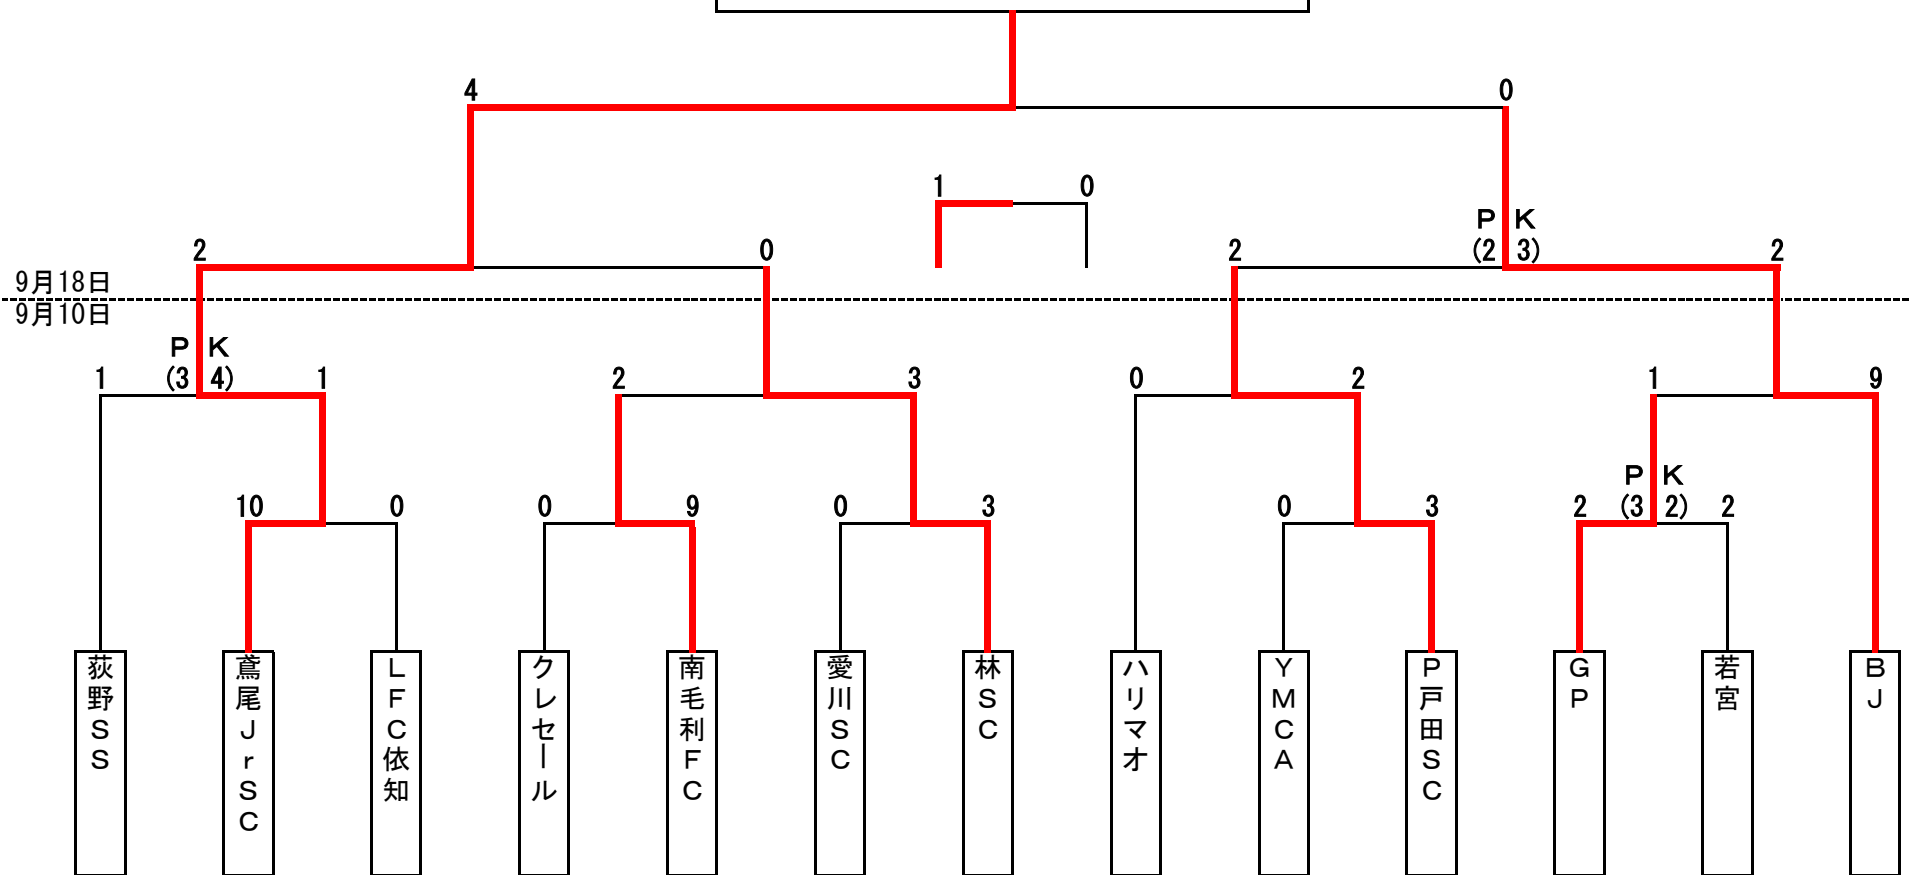 4 0
1 0
P K
2 0 2 (2 3) 2
9月18日
9月10日
P K
1 (3 4) 1 2 3 0 2 1 9
P K
10 0 0 9 0 3 0 3 2 (3 2) 2
荻野SS
鳶尾JrSC
LFC依知
クレセール
南毛利FC
愛川SC
林SC
ハリマオ
YMCA
P戸田SC
GP
若宮
BJ